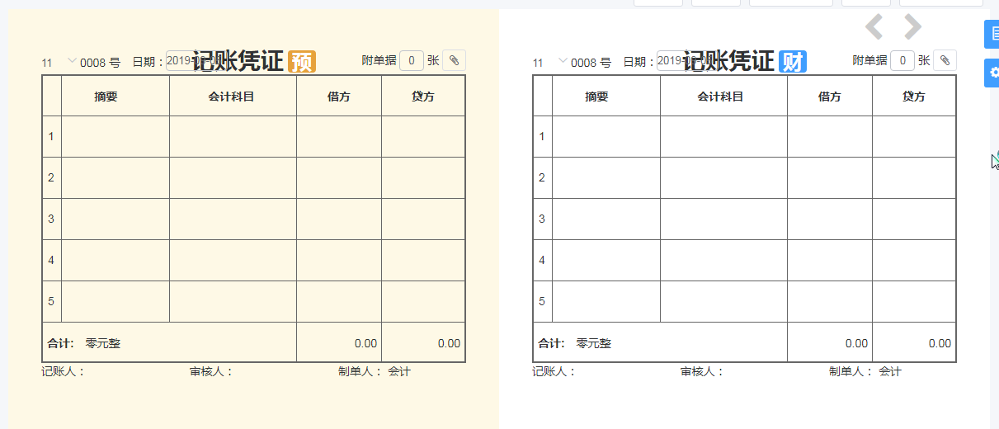 11 0008 号 日期： 记账凭证 预 附单据 0 张
摘要 会计科目 借方 贷方
1
2
3
4
5
合计: 零元整 0.00 0.00
记账人： 审核人： 制单人： 会计
11 0008 号 日期： 记账凭证 财 附单据 0 张
摘要 会计科目 借方 贷方
1
2
3
4
5
合计: 零元整 0.00 0.00
记账人： 审核人： 制单人： 会计